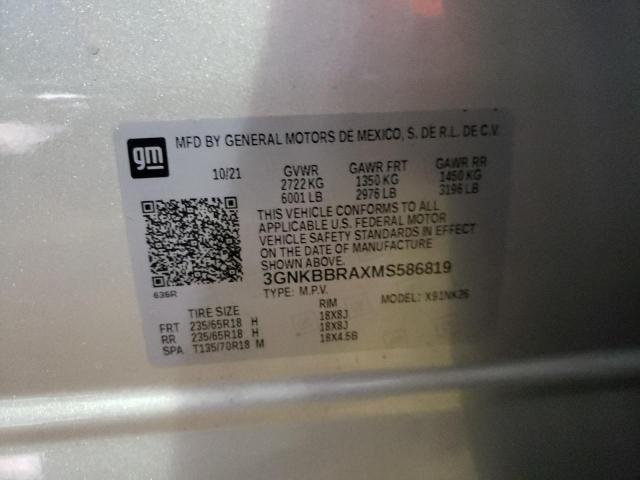 gm
MFD BY GENERAL MOTORS DE MEXICO, S. DE R.L. DE C.V.
10/21 GVWR GAWR FRT GAWR RR
2722 KG 1350 KG 1450 KG
6001 LB 2976 LB 3196 LB
THIS VEHICLE CONFORMS TO ALL
APPLICABLE U.S. FEDERAL MOTOR
VEHICLE SAFETY STANDARDS IN EFFECT
ON THE DATE OF MANUFACTURE
SHOWN ABOVE.
3GNKBBRAXMS586819
636R
TYPE: M.P.V. MODEL: X91NK26
TIRE SIZE RIM
FRT 235/65R18 H 18X8J
RR 235/65R18 H 18X8J
SPA T135/70R18 M 18X4.5B